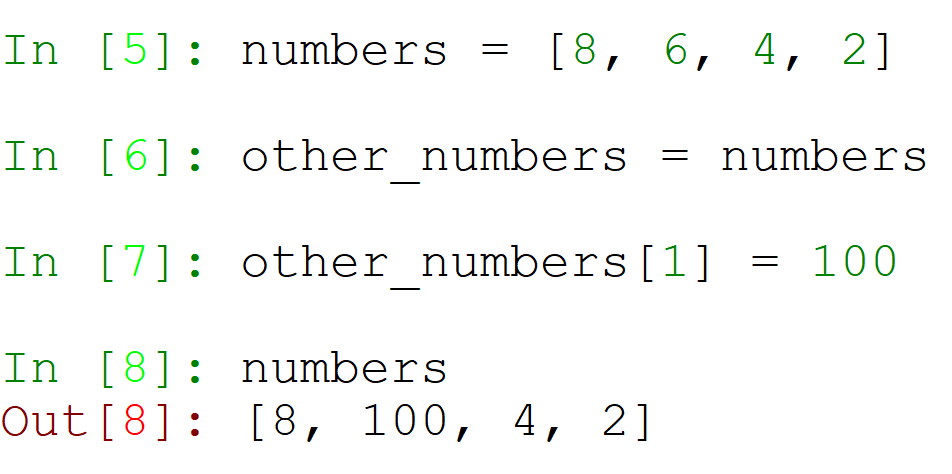 In [5]: numbers = [8, 6, 4, 2]
In [6]: other_numbers = numbers
In [7]: other_numbers[1] = 100
In [8]: numbers
Out[8]: [8, 100, 4, 2]